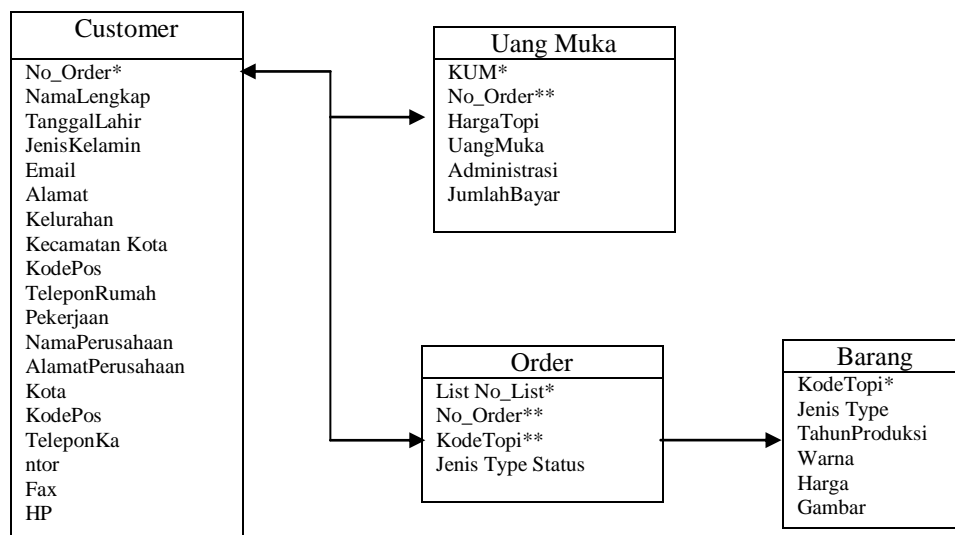 Customer
No_Order*
NamaLengkap
TanggalLahir
JenisKelamin
Email
Alamat
Kelurahan
Kecamatan Kota
KodePos
TeleponRumah
Pekerjaan
NamaPerusahaan
AlamatPerusahaan
Kota
KodePos
TeleponKa
ntor
Fax
HP
Uang Muka
KUM*
No_Order**
HargaTopi
UangMuka
Administrasi
JumlahBayar
Order
List No_List*
No_Order**
KodeTopi**
Jenis Type Status
Barang
KodeTopi*
Jenis Type
TahunProduksi
Warna
Harga
Gambar